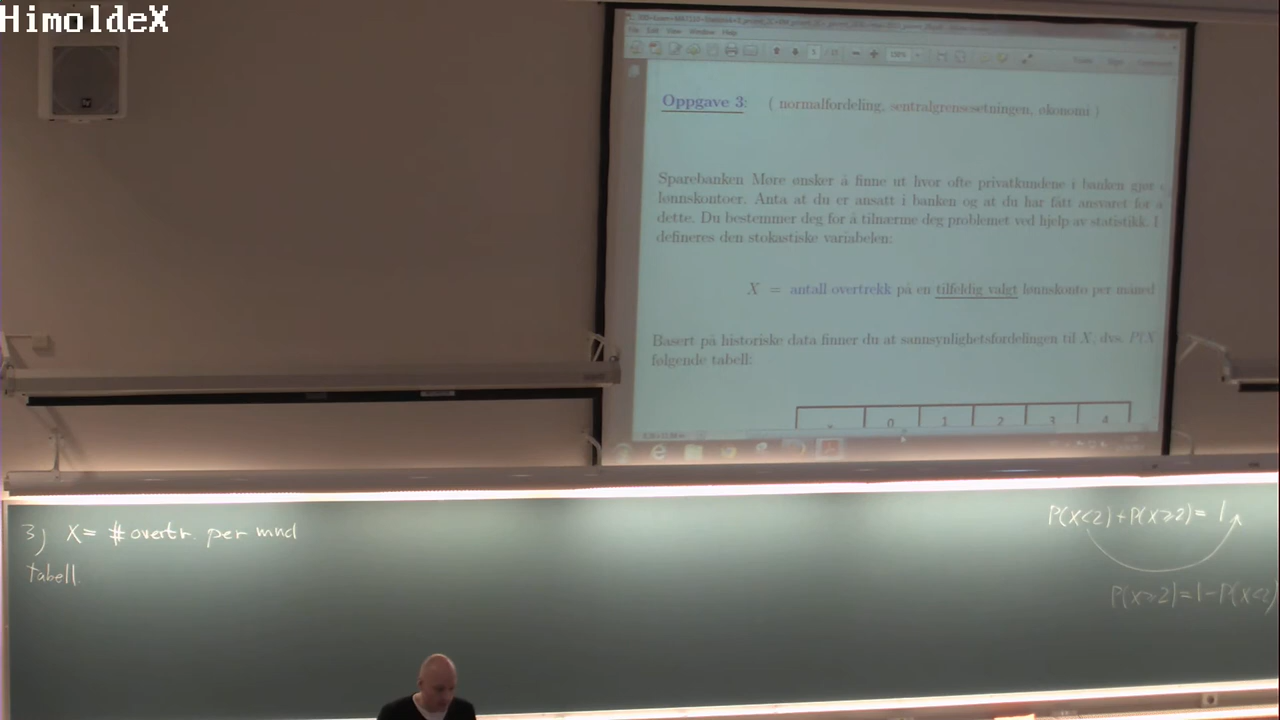 HimoldeX
Edit View Window Help
Oppgave 3: ( normalfordeling, sentralgrensesetningen, økonomi )
Sparebanken Møre ønsker å finne ut hvor ofte privatkundene i banken gjør
lønnskontoer. Anta at du er ansatt i banken og at du har fått ansvaret for a
dette. Du bestemmer deg for å tilnærme deg problemet ved hjelp av statistikk. I
defineres den stokastiske variabelen:
X = antall overtrekk på en tilfeldig valgt lønnskonto per måned
Basert på historiske data finner du at sannsynlighetsfordelingen til X, dvs. P(X
følgende tabell:
0 1 2 3 4
3) X = # overtr. per mnd
tabell
P(X<2) + P(X≥2) = 1
P(X≥2) = 1 - P(X<2)